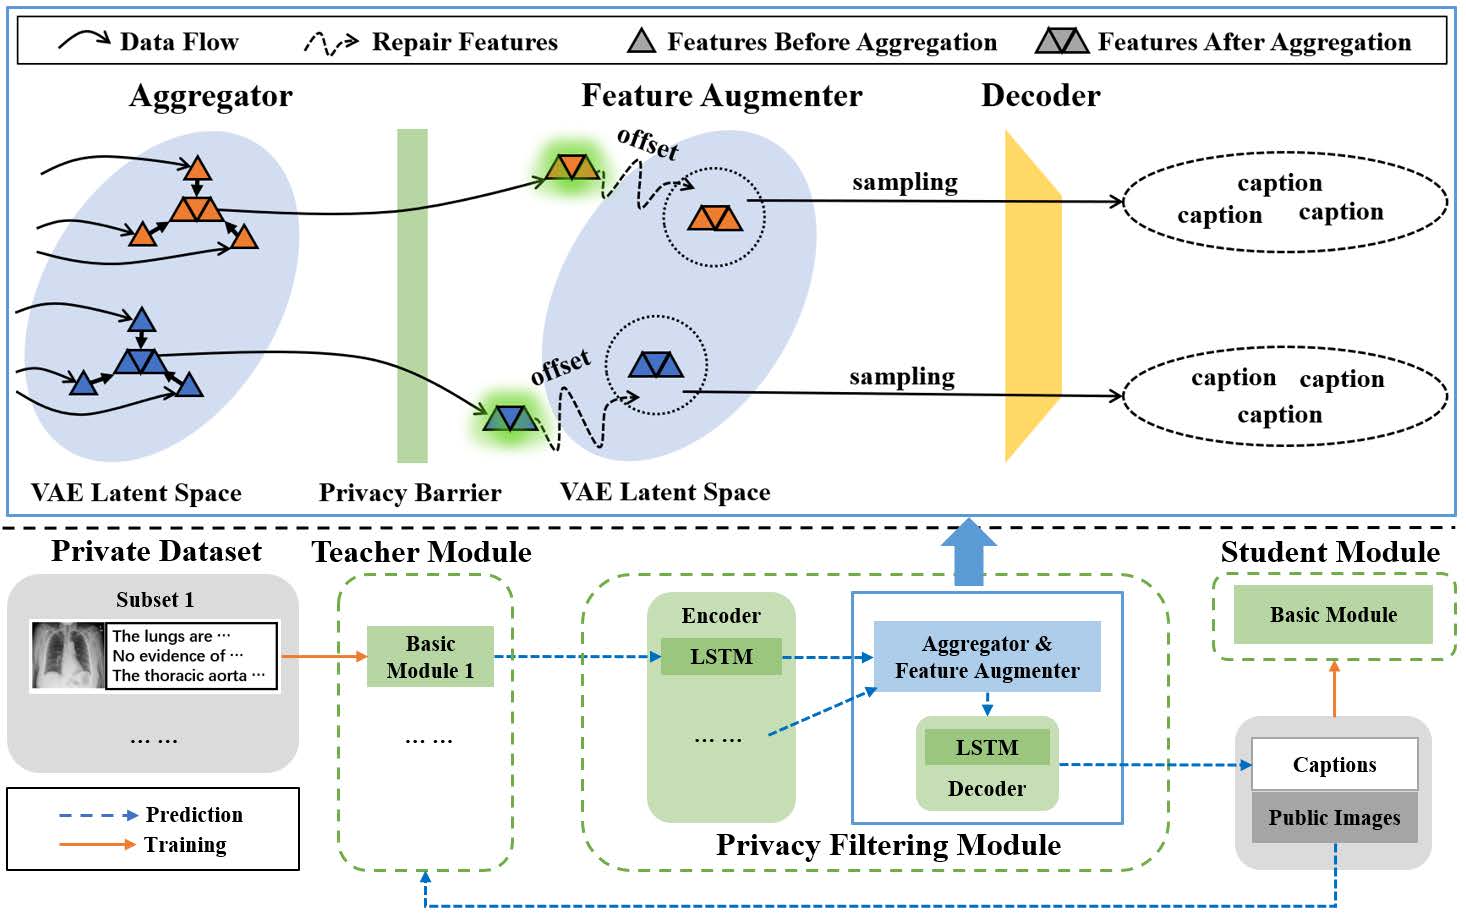 Data Flow
Repair Features
Features Before Aggregation
Features After Aggregation
Aggregator
Feature Augmenter
Decoder
offset
sampling
caption
caption
caption
offset
sampling
caption
caption
caption
VAE Latent Space
Privacy Barrier
VAE Latent Space
Private Dataset
Teacher Module
Student Module
Subset 1
The lungs are ···
No evidence of ···
The thoracic aorta ···
... ...
Basic
Module 1
... ...
Encoder
LSTM
... ...
Aggregator &
Feature Augmenter
LSTM
Decoder
Privacy Filtering Module
Basic Module
Captions
Public Images
Prediction
Training